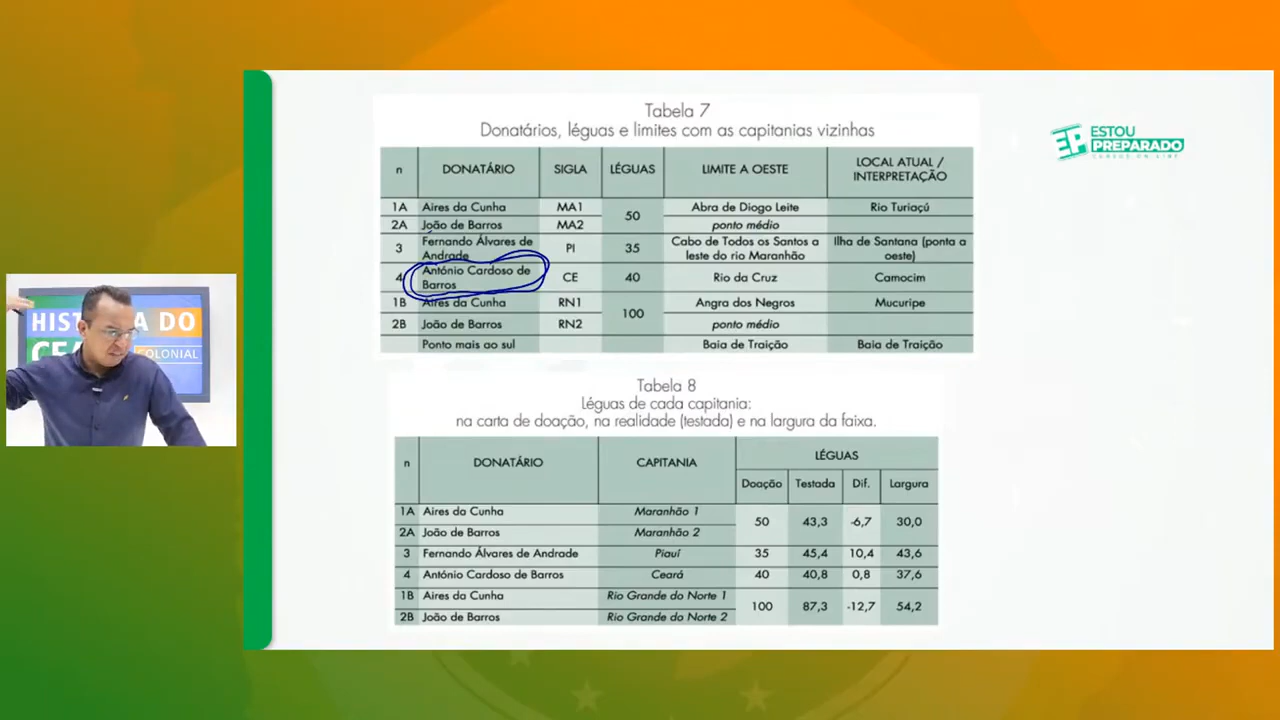 ESTOU
PREPARADO
CURSOS ON LINE
Tabela 7
Donatários, léguas e limites com as capitanias vizinhas
n DONATÁRIO SIGLA LÉGUAS LIMITE A OESTE LOCAL ATUAL / INTERPRETAÇÃO
1A Aires da Cunha MA1 50 Abra de Diogo Leite Rio Turiaçú
2A João de Barros MA2 ponto médio
3 Fernando Álvares de Andrade PI 35 Cabo de Todos os Santos a leste do rio Maranhão Ilha de Santana (ponta a oeste)
4 António Cardoso de Barros CE 40 Rio da Cruz Camocim
1B Aires da Cunha RN1 100 Angra dos Negros Mucuripe
2B João de Barros RN2 ponto médio
Ponto mais ao sul Baia de Traição Baia de Traição
HISTÓRIA DO
CEA
COLONIAL
Tabela 8
Léguas de cada capitania:
na carta de doação, na realidade (testada) e na largura da faixa.
n DONATÁRIO CAPITANIA LÉGUAS
Doação Testada Dif. Largura
1A Aires da Cunha Maranhão 1 50 43,3 -6,7 30,0
2A João de Barros Maranhão 2
3 Fernando Álvares de Andrade Piauí 35 45,4 10,4 43,6
4 António Cardoso de Barros Ceará 40 40,8 0,8 37,6
1B Aires da Cunha Rio Grande do Norte 1 100 87,3 -12,7 54,2
2B João de Barros Rio Grande do Norte 2